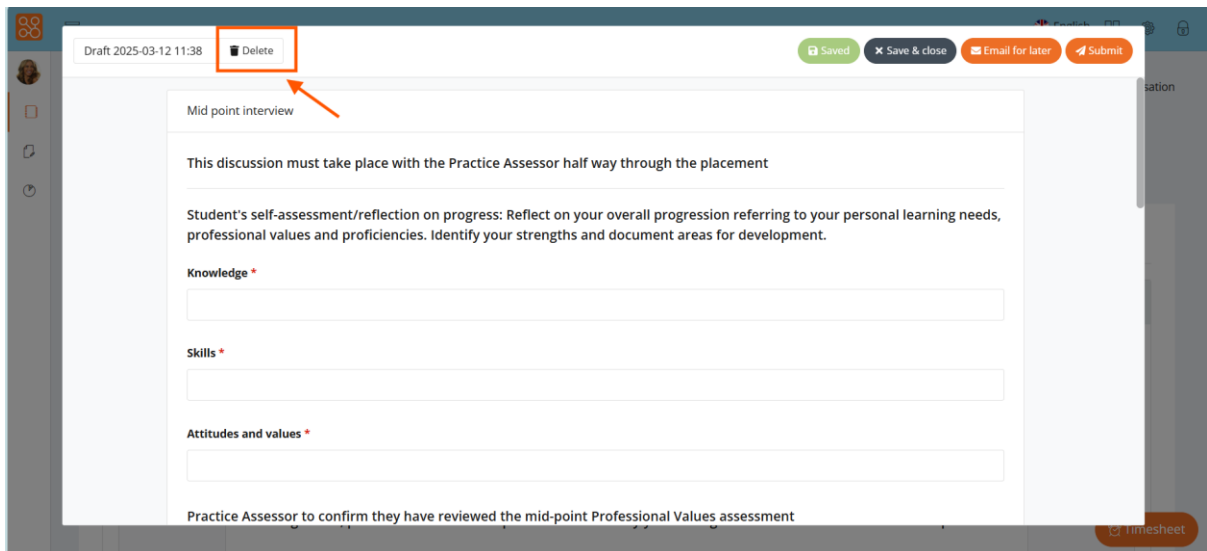 English
Draft 2025-03-12 11:38
Delete
Saved
Save & close
Email for later
Submit
sation
Mid point interview
This discussion must take place with the Practice Assessor half way through the placement
Student's self-assessment/reflection on progress: Reflect on your overall progression referring to your personal learning needs,
professional values and proficiencies. Identify your strengths and document areas for development.
Knowledge *
Skills *
Attitudes and values *
Practice Assessor to confirm they have reviewed the mid-point Professional Values assessment
Timesheet